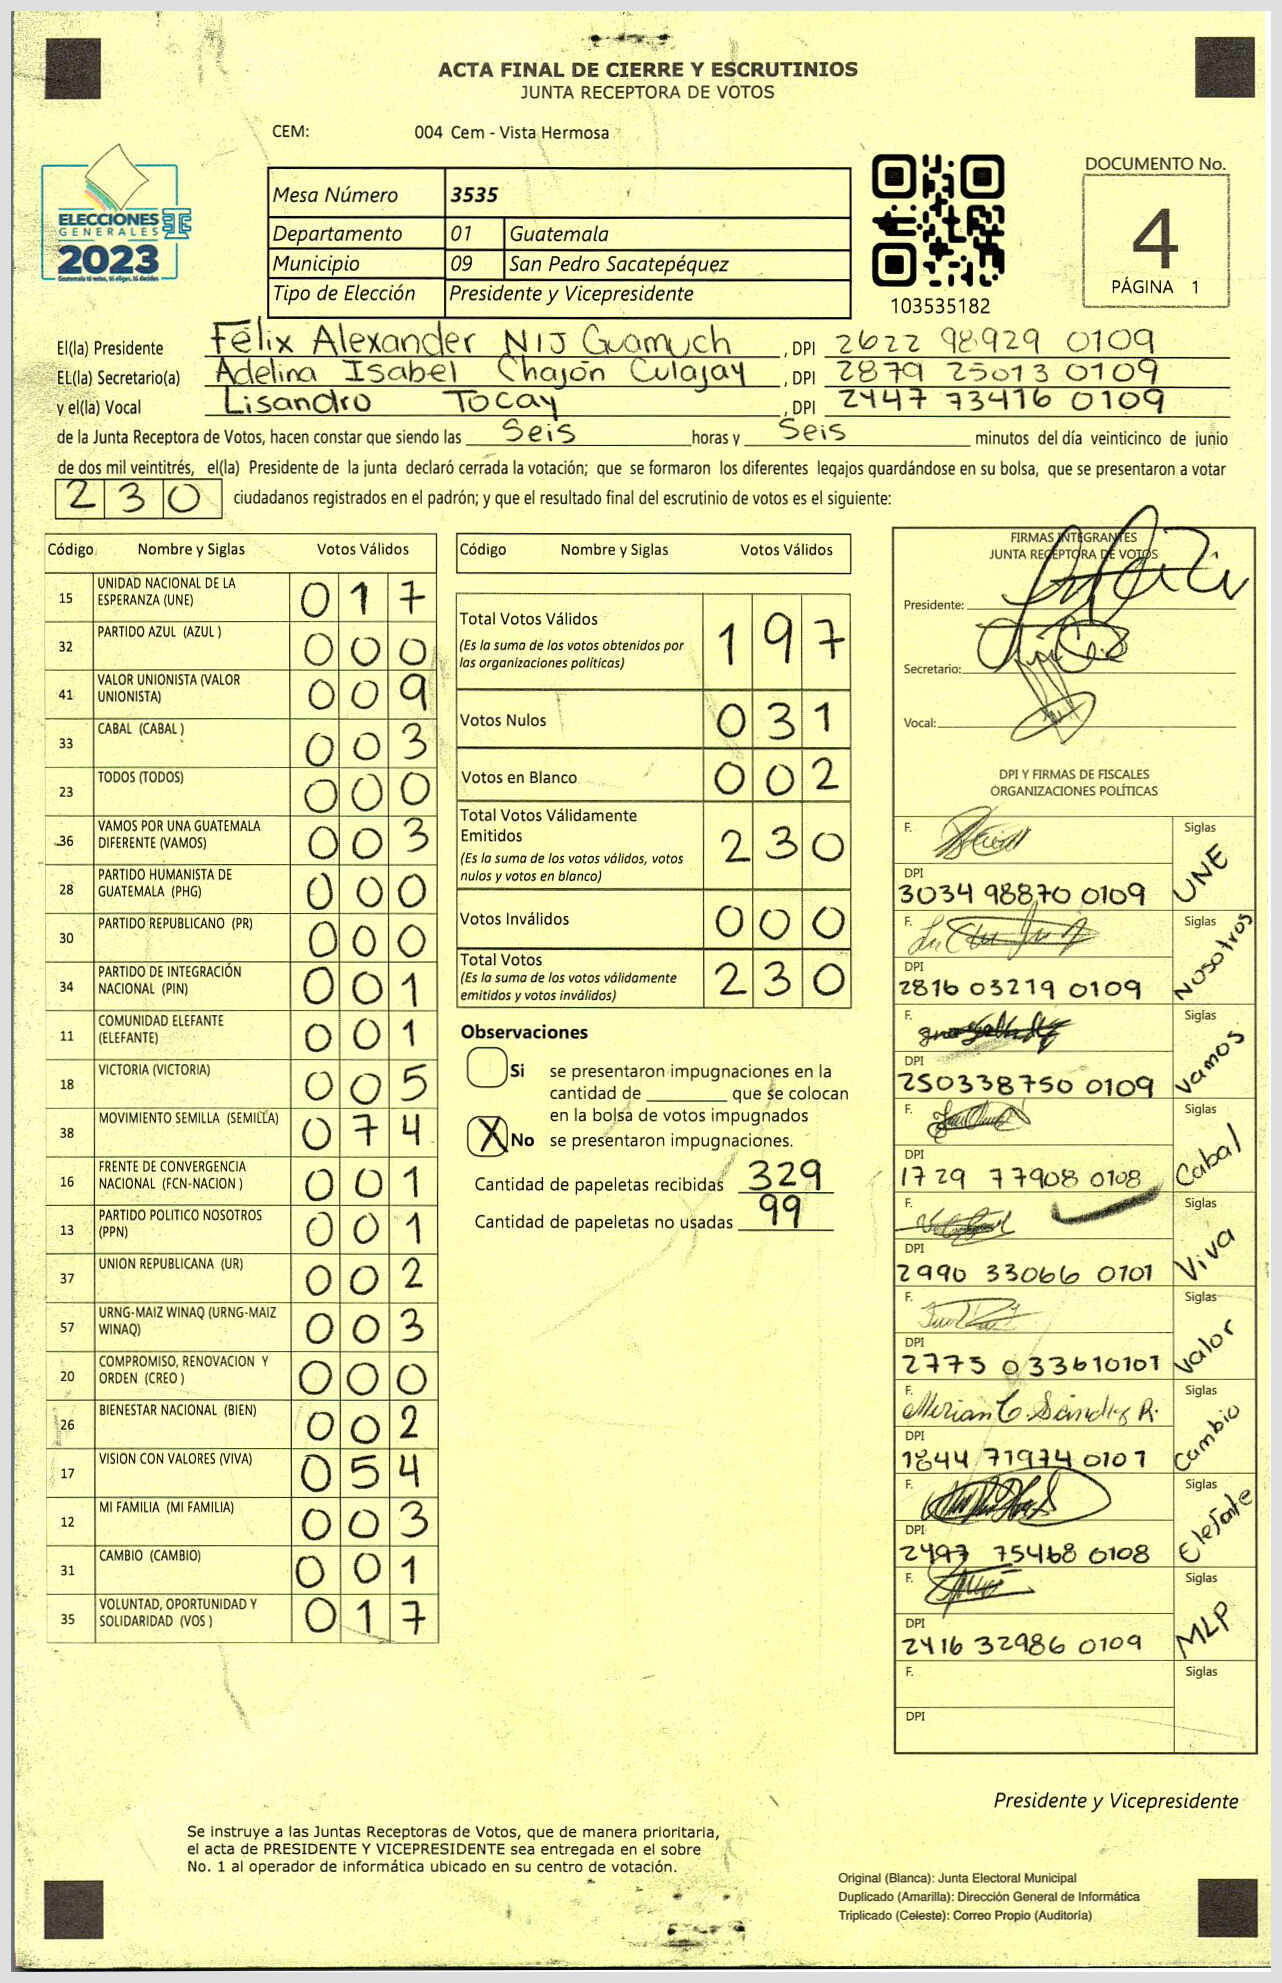 ACTA FINAL DE CIERRE Y ESCRUTINIOS
JUNTA RECEPTORA DE VOTOS
CEM: 004 Cem - Vista Hermosa
ELECCIONES
GENERALES
2023
Mesa Número 3535
Departamento 01 Guatemala
Municipio 09 San Pedro Sacatepéquez
Tipo de Elección Presidente y Vicepresidente
103535182
DOCUMENTO No.
4
PÁGINA 1
El(la) Presidente Félix Alexander NIJ Guamuch , DPI 2622 98929 0109
EL(la) Secretario(a) Adelina Isabel Chajón Culajay , DPI 2879 25013 0109
y el(la) Vocal Lisandro Tocay , DPI 2447 73416 0109
de la Junta Receptora de Votos, hacen constar que siendo las Seis horas y Seis minutos del día veinticinco de junio
de dos mil veintitrés, el(la) Presidente de la junta declaró cerrada la votación; que se formaron los diferentes legajos guardándose en su bolsa, que se presentaron a votar
230 ciudadanos registrados en el padrón; y que el resultado final del escrutinio de votos es el siguiente:
Código Nombre y Siglas Votos Válidos
15 UNIDAD NACIONAL DE LA ESPERANZA (UNE) 017
32 PARTIDO AZUL (AZUL ) 000
41 VALOR UNIONISTA (VALOR UNIONISTA) 009
33 CABAL (CABAL ) 003
23 TODOS (TODOS) 000
36 VAMOS POR UNA GUATEMALA DIFERENTE (VAMOS) 003
28 PARTIDO HUMANISTA DE GUATEMALA (PHG) 000
30 PARTIDO REPUBLICANO (PR) 000
34 PARTIDO DE INTEGRACIÓN NACIONAL (PIN) 001
11 COMUNIDAD ELEFANTE (ELEFANTE) 001
18 VICTORIA (VICTORIA) 005
38 MOVIMIENTO SEMILLA (SEMILLA) 074
16 FRENTE DE CONVERGENCIA NACIONAL (FCN-NACION ) 001
13 PARTIDO POLITICO NOSOTROS (PPN) 001
37 UNION REPUBLICANA (UR) 002
57 URNG-MAIZ WINAQ (URNG-MAIZ WINAQ) 003
20 COMPROMISO, RENOVACION Y ORDEN (CREO ) 000
26 BIENESTAR NACIONAL (BIEN) 002
17 VISION CON VALORES (VIVA) 054
12 MI FAMILIA (MI FAMILIA) 003
31 CAMBIO (CAMBIO) 001
35 VOLUNTAD, OPORTUNIDAD Y SOLIDARIDAD (VOS ) 017
Código Nombre y Siglas Votos Válidos
Total Votos Válidos 197
(Es la suma de los votos obtenidos por
las organizaciones políticas)
Votos Nulos 031
Votos en Blanco 002
Total Votos Válidamente
Emitidos 230
(Es la suma de los votos válidos, votos
nulos y votos en blanco)
Votos Inválidos 000
Total Votos 230
(Es la suma de los votos válidamente
emitidos y votos inválidos)
Observaciones
Si se presentaron impugnaciones en la
cantidad de ________ que se colocan
en la bolsa de votos impugnados
X No se presentaron impugnaciones.
Cantidad de papeletas recibidas 329
Cantidad de papeletas no usadas 99
FIRMAS INTEGRANTES
JUNTA RECEPTORA DE VOTOS
Presidente:
Secretario:
Vocal:
DPI Y FIRMAS DE FISCALES
ORGANIZACIONES POLÍTICAS
F. Siglas UNE
DPI
3034 98870 0109
F. Siglas Nosotros
DPI
2816 03219 0109
F. Siglas Vamos
DPI
250338750 0109
F. Siglas Cabal
DPI
1729 77908 0108
F. Siglas Viva
DPI
2990 33066 0101
F. Siglas Valor
DPI
2775 033610101
F. Mirian C. Sández R. Siglas Cambio
DPI
1844 71974 0101
F. Siglas Elefante
DPI
2497 75468 0108
F. Siglas MLP
DPI
2416 32986 0109
F. Siglas
DPI
Presidente y Vicepresidente
Se instruye a las Juntas Receptoras de Votos, que de manera prioritaria,
el acta de PRESIDENTE Y VICEPRESIDENTE sea entregada en el sobre
No. 1 al operador de informática ubicado en su centro de votación.
Original (Blanca): Junta Electoral Municipal
Duplicado (Amarilla): Dirección General de Informática
Triplicado (Celeste): Correo Propio (Auditoría)